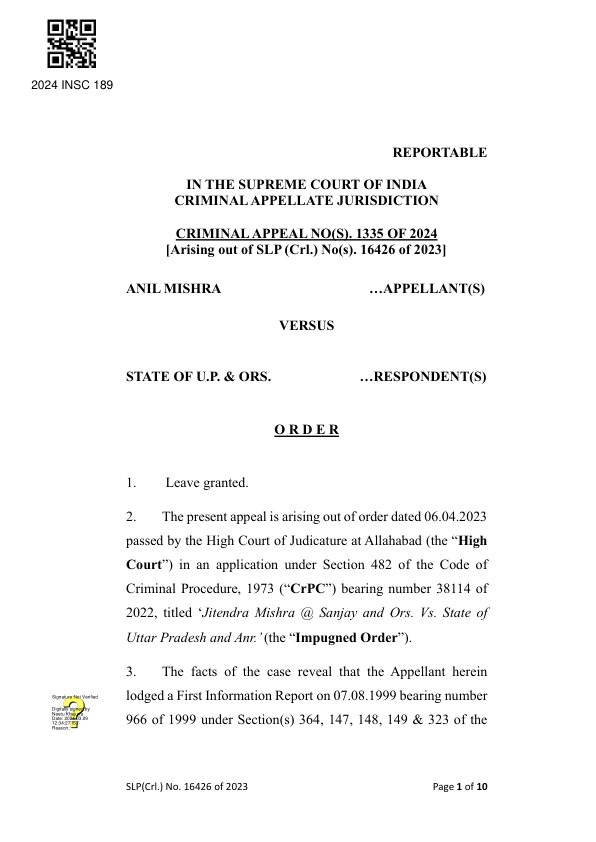 2024 INSC 189
REPORTABLE
IN THE SUPREME COURT OF INDIA
CRIMINAL APPELLATE JURISDICTION
CRIMINAL APPEAL NO(S). 1335 OF 2024
[Arising out of SLP (Crl.) No(s). 16426 of 2023]
ANIL MISHRA …APPELLANT(S)
VERSUS
STATE OF U.P. & ORS. …RESPONDENT(S)
O R D E R
1. Leave granted.
2. The present appeal is arising out of order dated 06.04.2023
passed by the High Court of Judicature at Allahabad (the “High
Court”) in an application under Section 482 of the Code of
Criminal Procedure, 1973 (“CrPC”) bearing number 38114 of
2022, titled ‘Jitendra Mishra @ Sanjay and Ors. Vs. State of
Uttar Pradesh and Anr.’ (the “Impugned Order”).
3. The facts of the case reveal that the Appellant herein
lodged a First Information Report on 07.08.1999 bearing number
966 of 1999 under Section(s) 364, 147, 148, 149 & 323 of the
Signature Not Verified
Digitally signed by
Date:
Reason:
SLP(Crl.) No. 16426 of 2023 Page 1 of 10